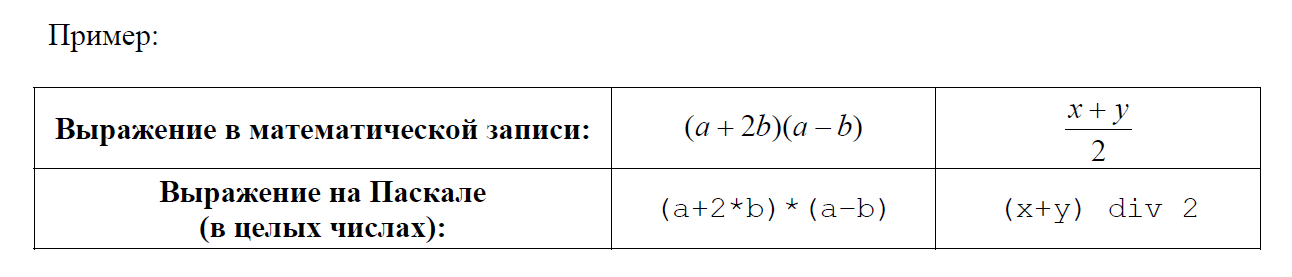 Пример:
Выражение в математической записи: (a + 2b)(a − b) x + y
2
Выражение на Паскале
(в целых числах): (a+2*b)*(a-b) (x+y) div 2